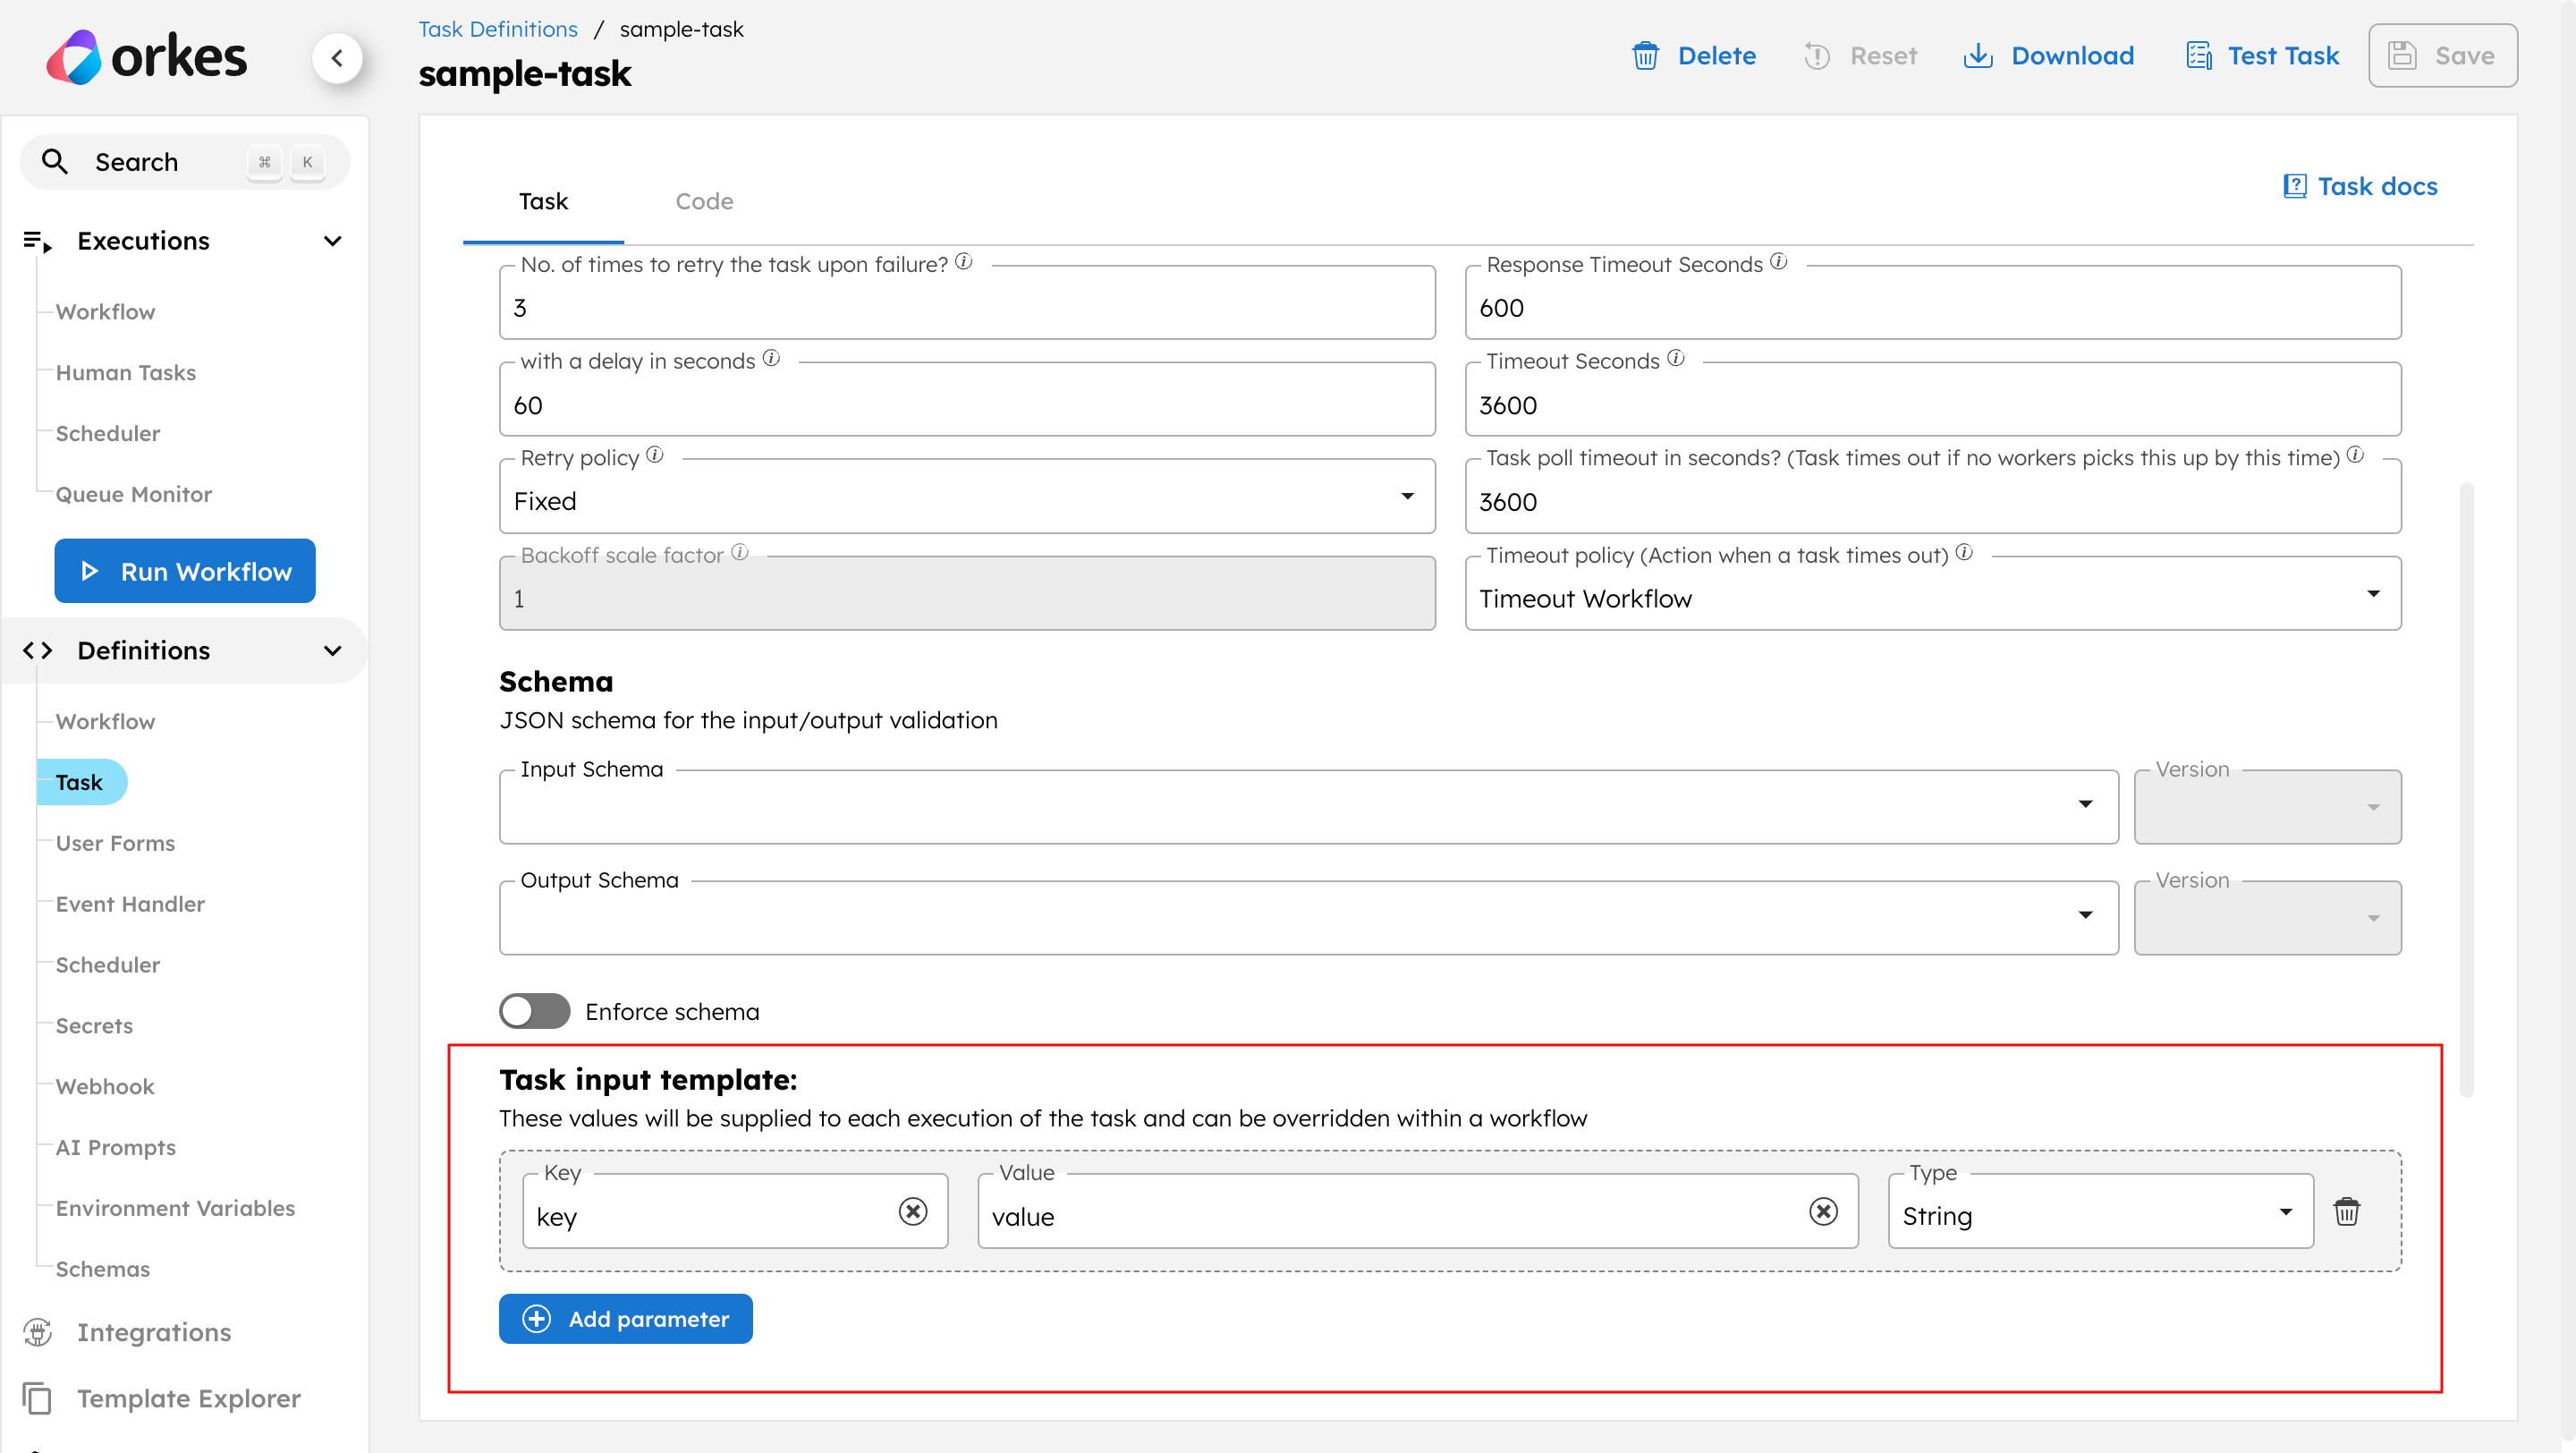 orkes
Task Definitions / sample-task
sample-task
Delete
Reset
Download
Test Task
Save
Search ⌘ K
Executions
Workflow
Human Tasks
Scheduler
Queue Monitor
Run Workflow
Definitions
Workflow
Task
User Forms
Event Handler
Scheduler
Secrets
Webhook
AI Prompts
Environment Variables
Schemas
Integrations
Template Explorer
Task
Code
Task docs
No. of times to retry the task upon failure?
3
Response Timeout Seconds
600
with a delay in seconds
60
Timeout Seconds
3600
Retry policy
Fixed
Task poll timeout in seconds? (Task times out if no workers picks this up by this time)
3600
Backoff scale factor
1
Timeout policy (Action when a task times out)
Timeout Workflow
Schema
JSON schema for the input/output validation
Input Schema
Version
Output Schema
Version
Enforce schema
Task input template:
These values will be supplied to each execution of the task and can be overridden within a workflow
Key
key
Value
value
Type
String
Add parameter